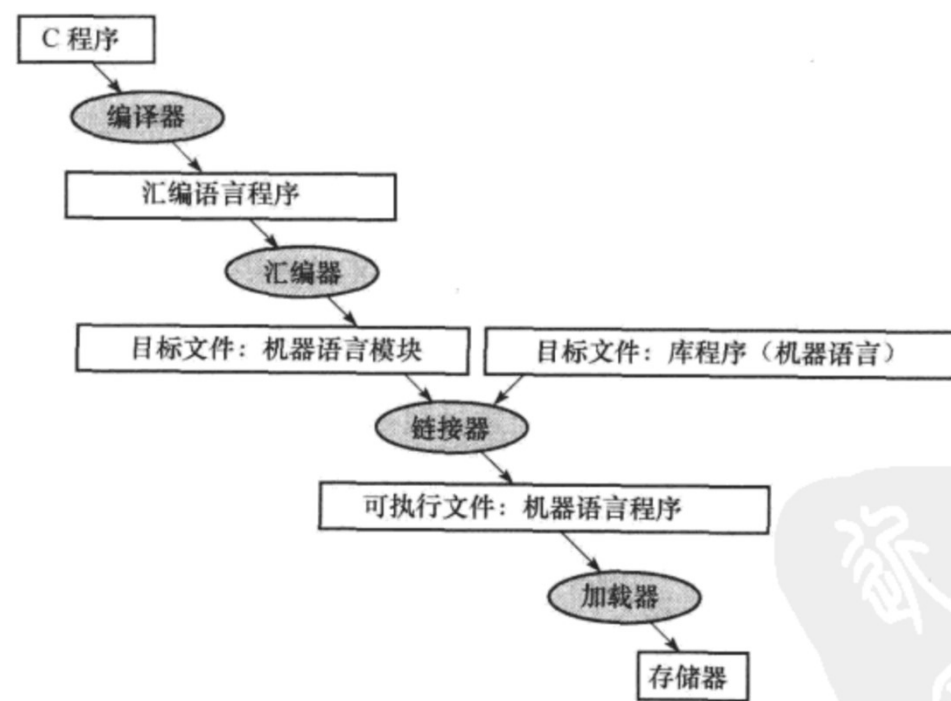 C 程序
编译器
汇编语言程序
汇编器
目标文件：机器语言模块
目标文件：库程序（机器语言）
链接器
可执行文件：机器语言程序
加载器
存储器